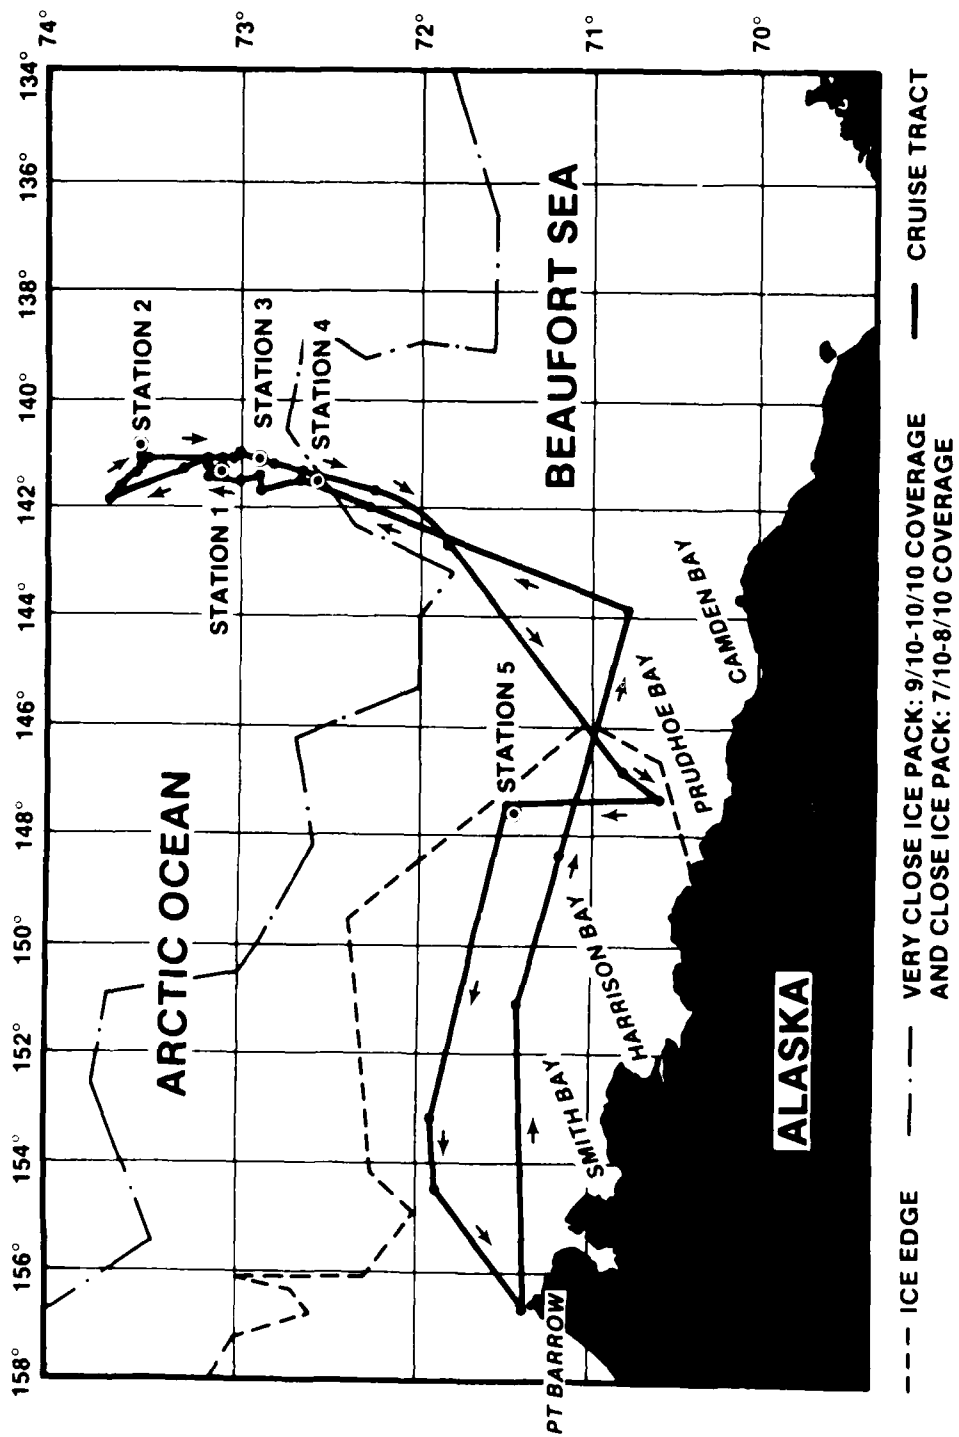 158° 156° 154° 152° 150° 148° 146° 144° 142° 140° 138° 136° 134°
74°
73°
72°
71°
70°
ARCTIC OCEAN
STATION 1
STATION 2
STATION 3
STATION 4
STATION 5
BEAUFORT SEA
PT BARROW
SMITH BAY
HARRISON BAY
PRUDHOE BAY
CAMDEN BAY
ALASKA
ICE EDGE
VERY CLOSE ICE PACK: 9/10-10/10 COVERAGE
AND CLOSE ICE PACK: 7/10-8/10 COVERAGE
CRUISE TRACT